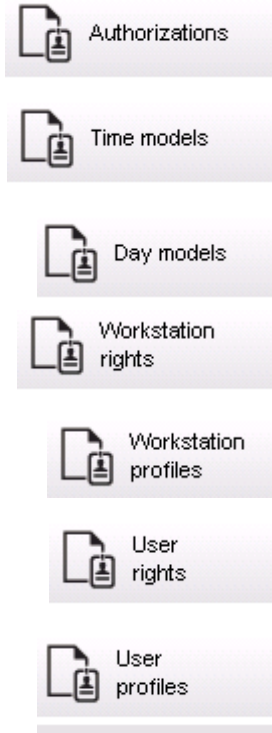 Authorizations
Time models
Day models
Workstation
rights
Workstation
profiles
User
rights
User
profiles